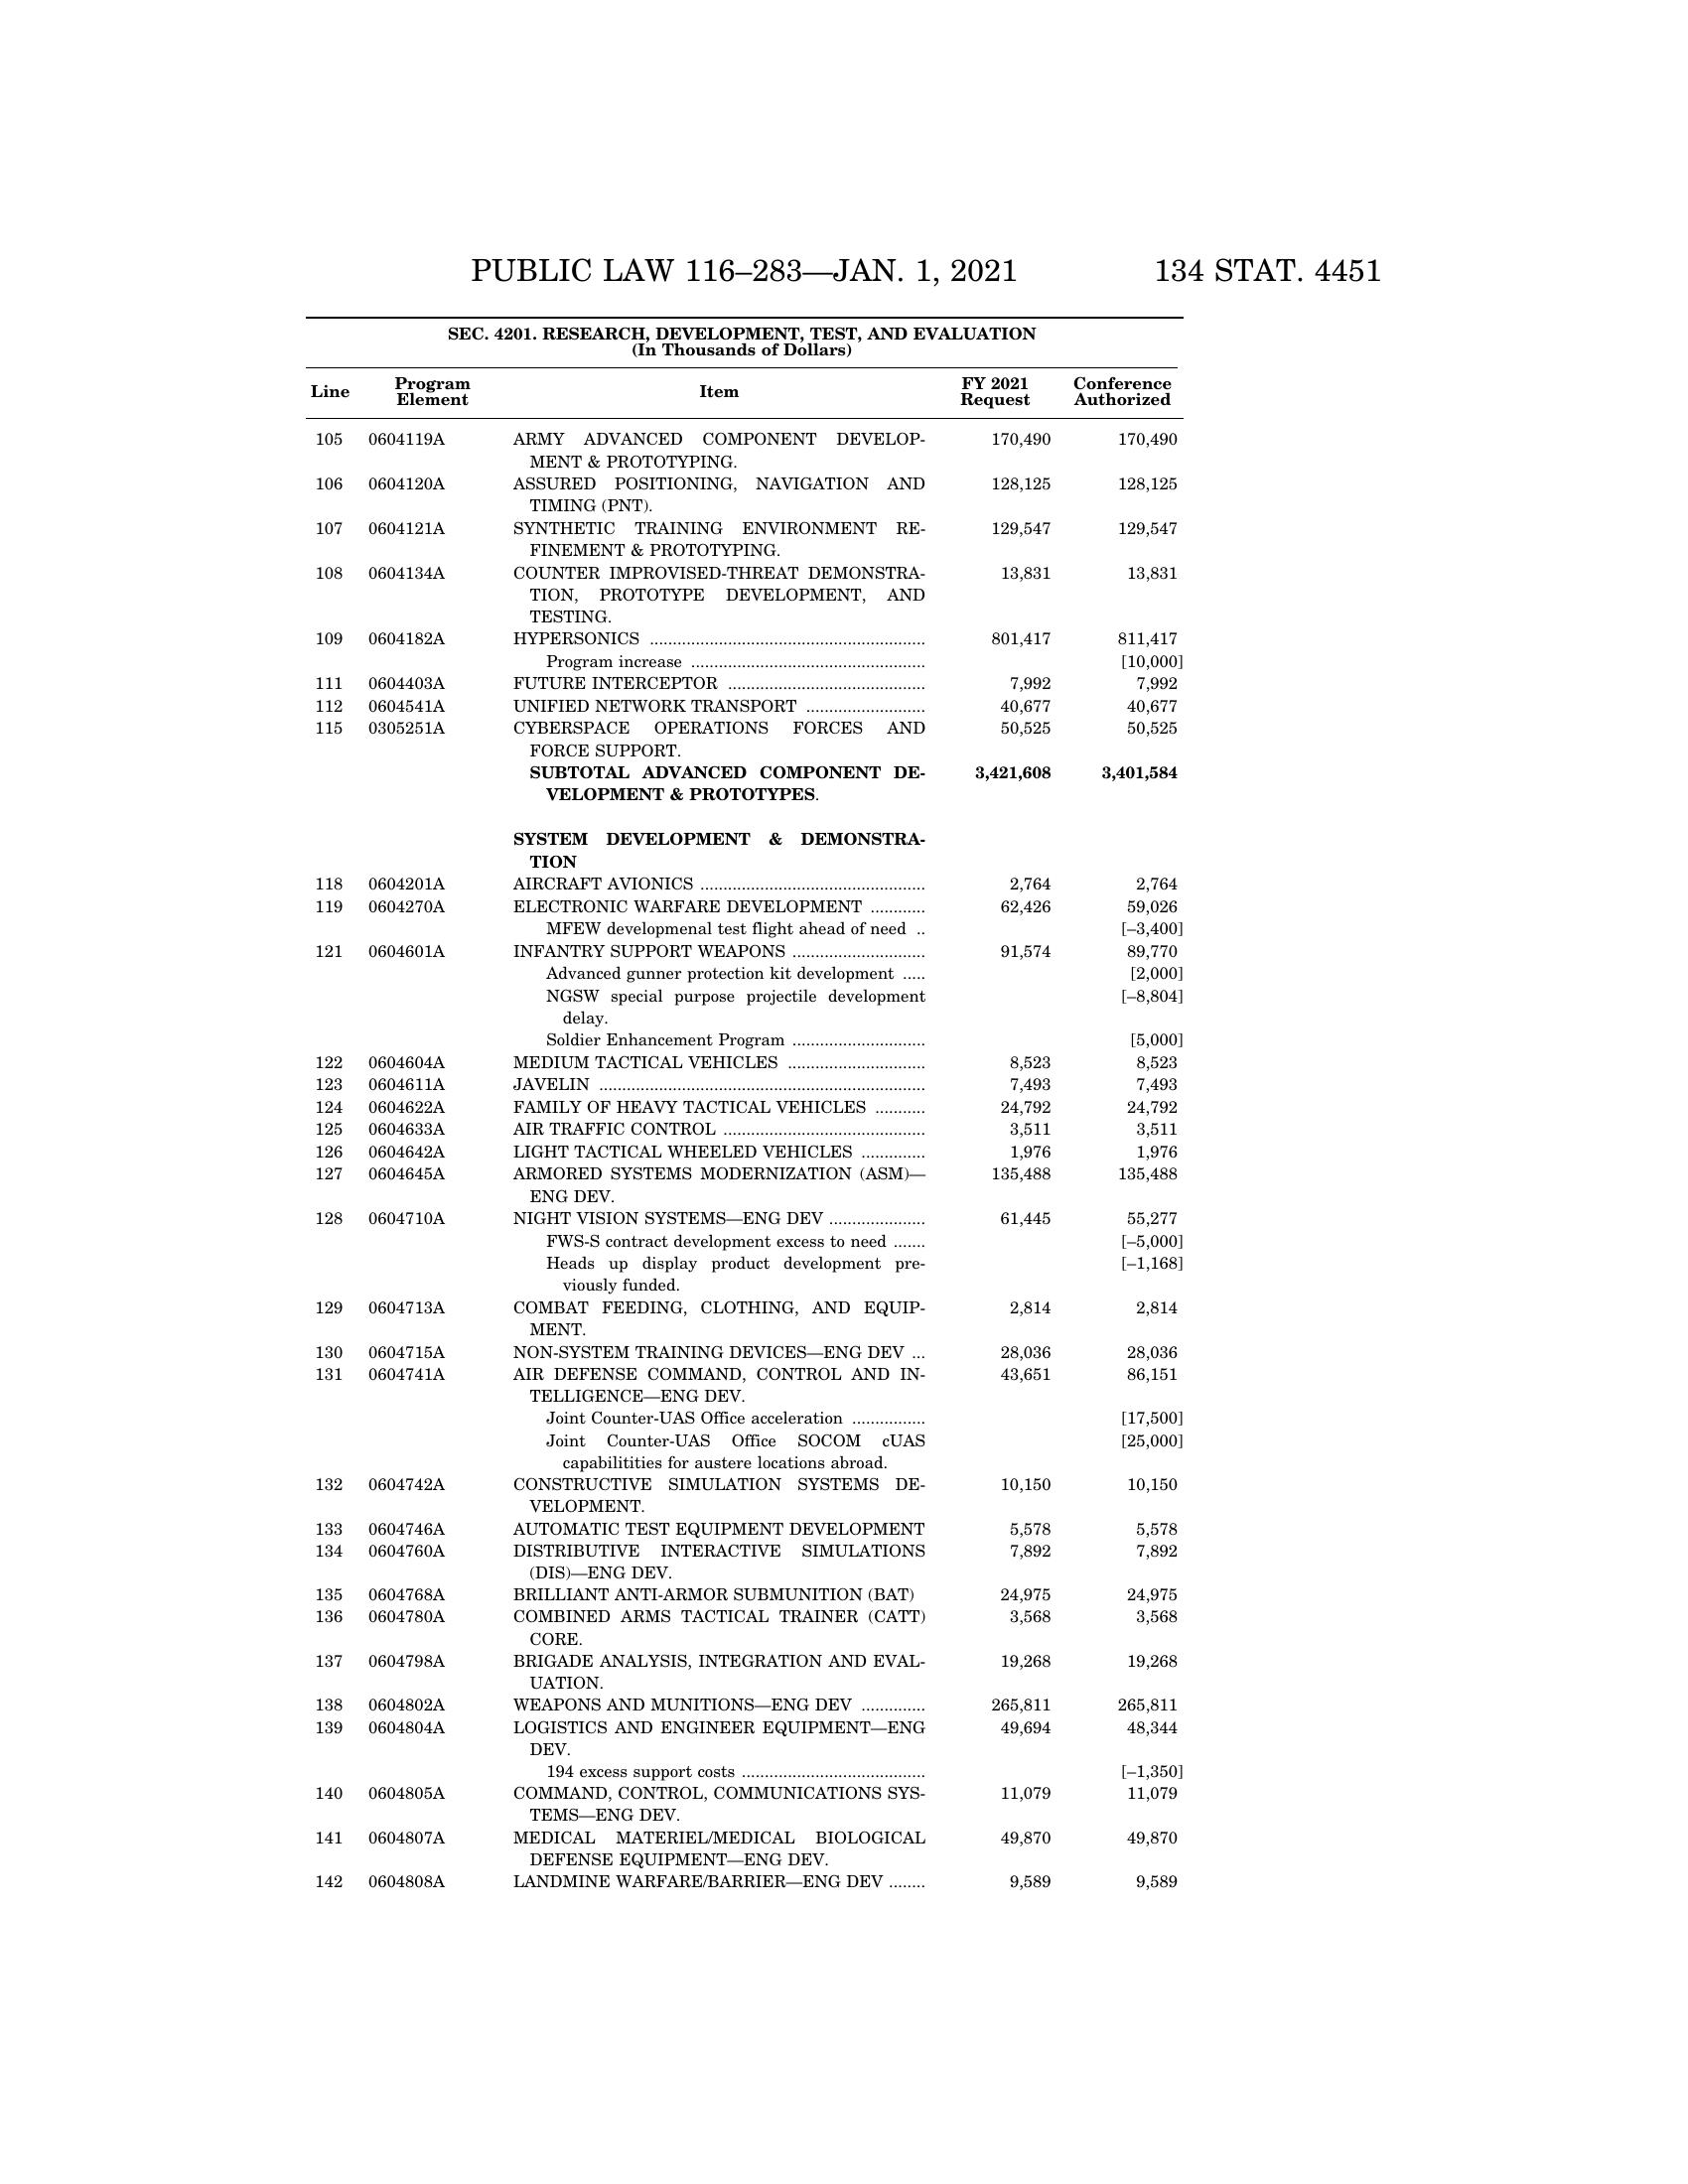 PUBLIC LAW 116–283—JAN. 1, 2021 134 STAT. 4451
SEC. 4201. RESEARCH, DEVELOPMENT, TEST, AND EVALUATION
(In Thousands of Dollars)
Line Program Element Item FY 2021 Request Conference Authorized
105 0604119A ARMY ADVANCED COMPONENT DEVELOP- 170,490 170,490
MENT & PROTOTYPING.
106 0604120A ASSURED POSITIONING, NAVIGATION AND 128,125 128,125
TIMING (PNT).
107 0604121A SYNTHETIC TRAINING ENVIRONMENT RE- 129,547 129,547
FINEMENT & PROTOTYPING.
108 0604134A COUNTER IMPROVISED-THREAT DEMONSTRA- 13,831 13,831
TION, PROTOTYPE DEVELOPMENT, AND
TESTING.
109 0604182A HYPERSONICS ............................................................ 801,417 811,417
Program increase ................................................... [10,000]
111 0604403A FUTURE INTERCEPTOR ........................................... 7,992 7,992
112 0604541A UNIFIED NETWORK TRANSPORT .......................... 40,677 40,677
115 0305251A CYBERSPACE OPERATIONS FORCES AND 50,525 50,525
FORCE SUPPORT.
SUBTOTAL ADVANCED COMPONENT DE- 3,421,608 3,401,584
VELOPMENT & PROTOTYPES.
SYSTEM DEVELOPMENT & DEMONSTRA-
TION
118 0604201A AIRCRAFT AVIONICS ................................................. 2,764 2,764
119 0604270A ELECTRONIC WARFARE DEVELOPMENT ............ 62,426 59,026
MFEW developmenal test flight ahead of need .. [–3,400]
121 0604601A INFANTRY SUPPORT WEAPONS ............................. 91,574 89,770
Advanced gunner protection kit development ..... [2,000]
NGSW special purpose projectile development [–8,804]
delay.
Soldier Enhancement Program ............................. [5,000]
122 0604604A MEDIUM TACTICAL VEHICLES .............................. 8,523 8,523
123 0604611A JAVELIN ....................................................................... 7,493 7,493
124 0604622A FAMILY OF HEAVY TACTICAL VEHICLES ........... 24,792 24,792
125 0604633A AIR TRAFFIC CONTROL ............................................ 3,511 3,511
126 0604642A LIGHT TACTICAL WHEELED VEHICLES .............. 1,976 1,976
127 0604645A ARMORED SYSTEMS MODERNIZATION (ASM)— 135,488 135,488
ENG DEV.
128 0604710A NIGHT VISION SYSTEMS—ENG DEV ..................... 61,445 55,277
FWS-S contract development excess to need ....... [–5,000]
Heads up display product development pre- [–1,168]
viously funded.
129 0604713A COMBAT FEEDING, CLOTHING, AND EQUIP- 2,814 2,814
MENT.
130 0604715A NON-SYSTEM TRAINING DEVICES—ENG DEV ... 28,036 28,036
131 0604741A AIR DEFENSE COMMAND, CONTROL AND IN- 43,651 86,151
TELLIGENCE—ENG DEV.
Joint Counter-UAS Office acceleration ................ [17,500]
Joint Counter-UAS Office SOCOM cUAS [25,000]
capabilitities for austere locations abroad.
132 0604742A CONSTRUCTIVE SIMULATION SYSTEMS DE- 10,150 10,150
VELOPMENT.
133 0604746A AUTOMATIC TEST EQUIPMENT DEVELOPMENT 5,578 5,578
134 0604760A DISTRIBUTIVE INTERACTIVE SIMULATIONS 7,892 7,892
(DIS)—ENG DEV.
135 0604768A BRILLIANT ANTI-ARMOR SUBMUNITION (BAT) 24,975 24,975
136 0604780A COMBINED ARMS TACTICAL TRAINER (CATT) 3,568 3,568
CORE.
137 0604798A BRIGADE ANALYSIS, INTEGRATION AND EVAL- 19,268 19,268
UATION.
138 0604802A WEAPONS AND MUNITIONS—ENG DEV .............. 265,811 265,811
139 0604804A LOGISTICS AND ENGINEER EQUIPMENT—ENG 49,694 48,344
DEV.
194 excess support costs ........................................ [–1,350]
140 0604805A COMMAND, CONTROL, COMMUNICATIONS SYS- 11,079 11,079
TEMS—ENG DEV.
141 0604807A MEDICAL MATERIEL/MEDICAL BIOLOGICAL 49,870 49,870
DEFENSE EQUIPMENT—ENG DEV.
142 0604808A LANDMINE WARFARE/BARRIER—ENG DEV ........ 9,589 9,589